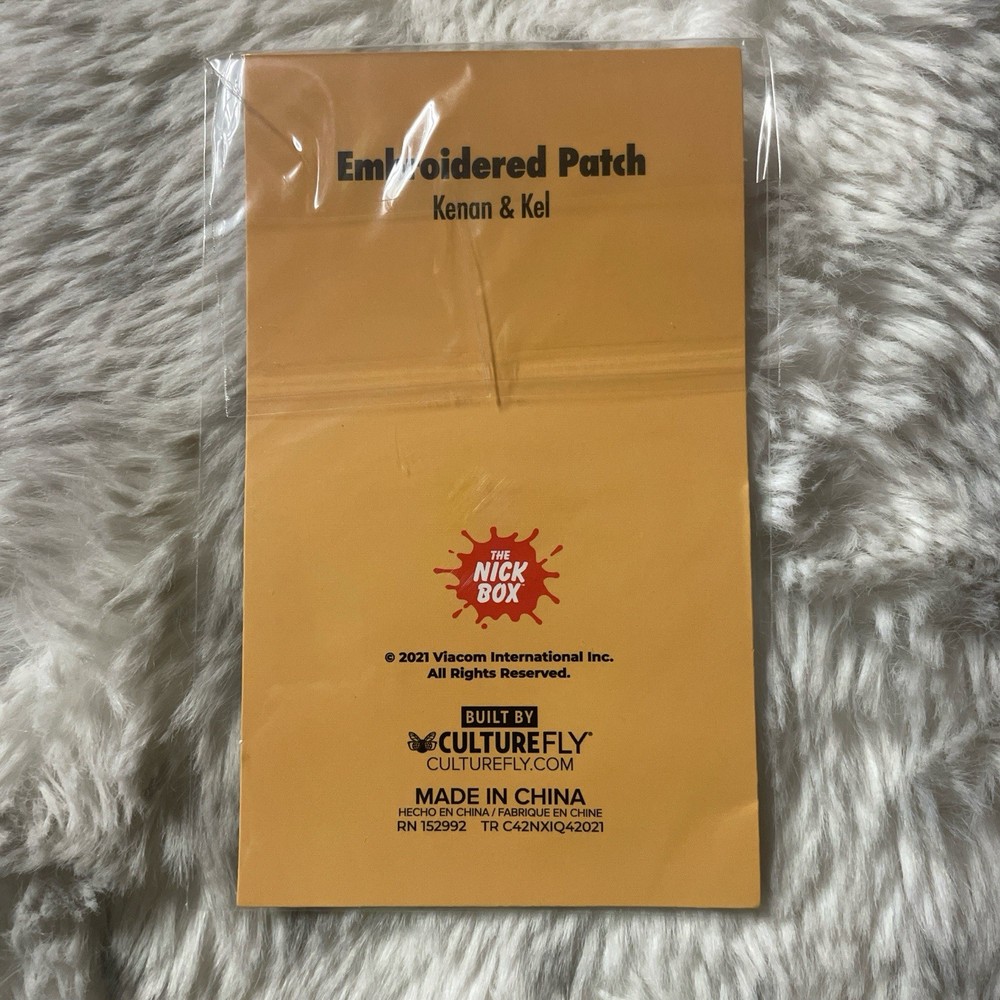 Embroidered Patch
Kenan & Kel
THE
NICK
BOX
© 2021 Viacom International Inc.
All Rights Reserved.
BUILT BY
CULTUREFLY®
CULTUREFLY.COM
MADE IN CHINA
HECHO EN CHINA / FABRIQUE EN CHINE
RN 152992 TR C42NXIQ42021